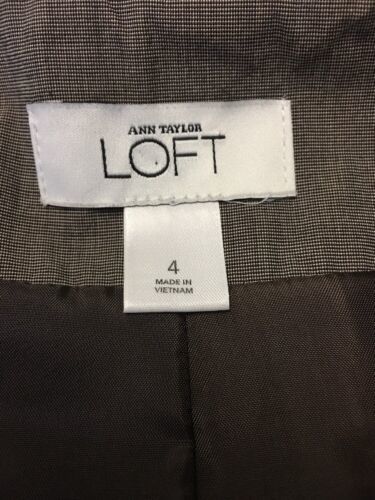 ANN TAYLOR
LOFT
4
MADE IN
VIETNAM